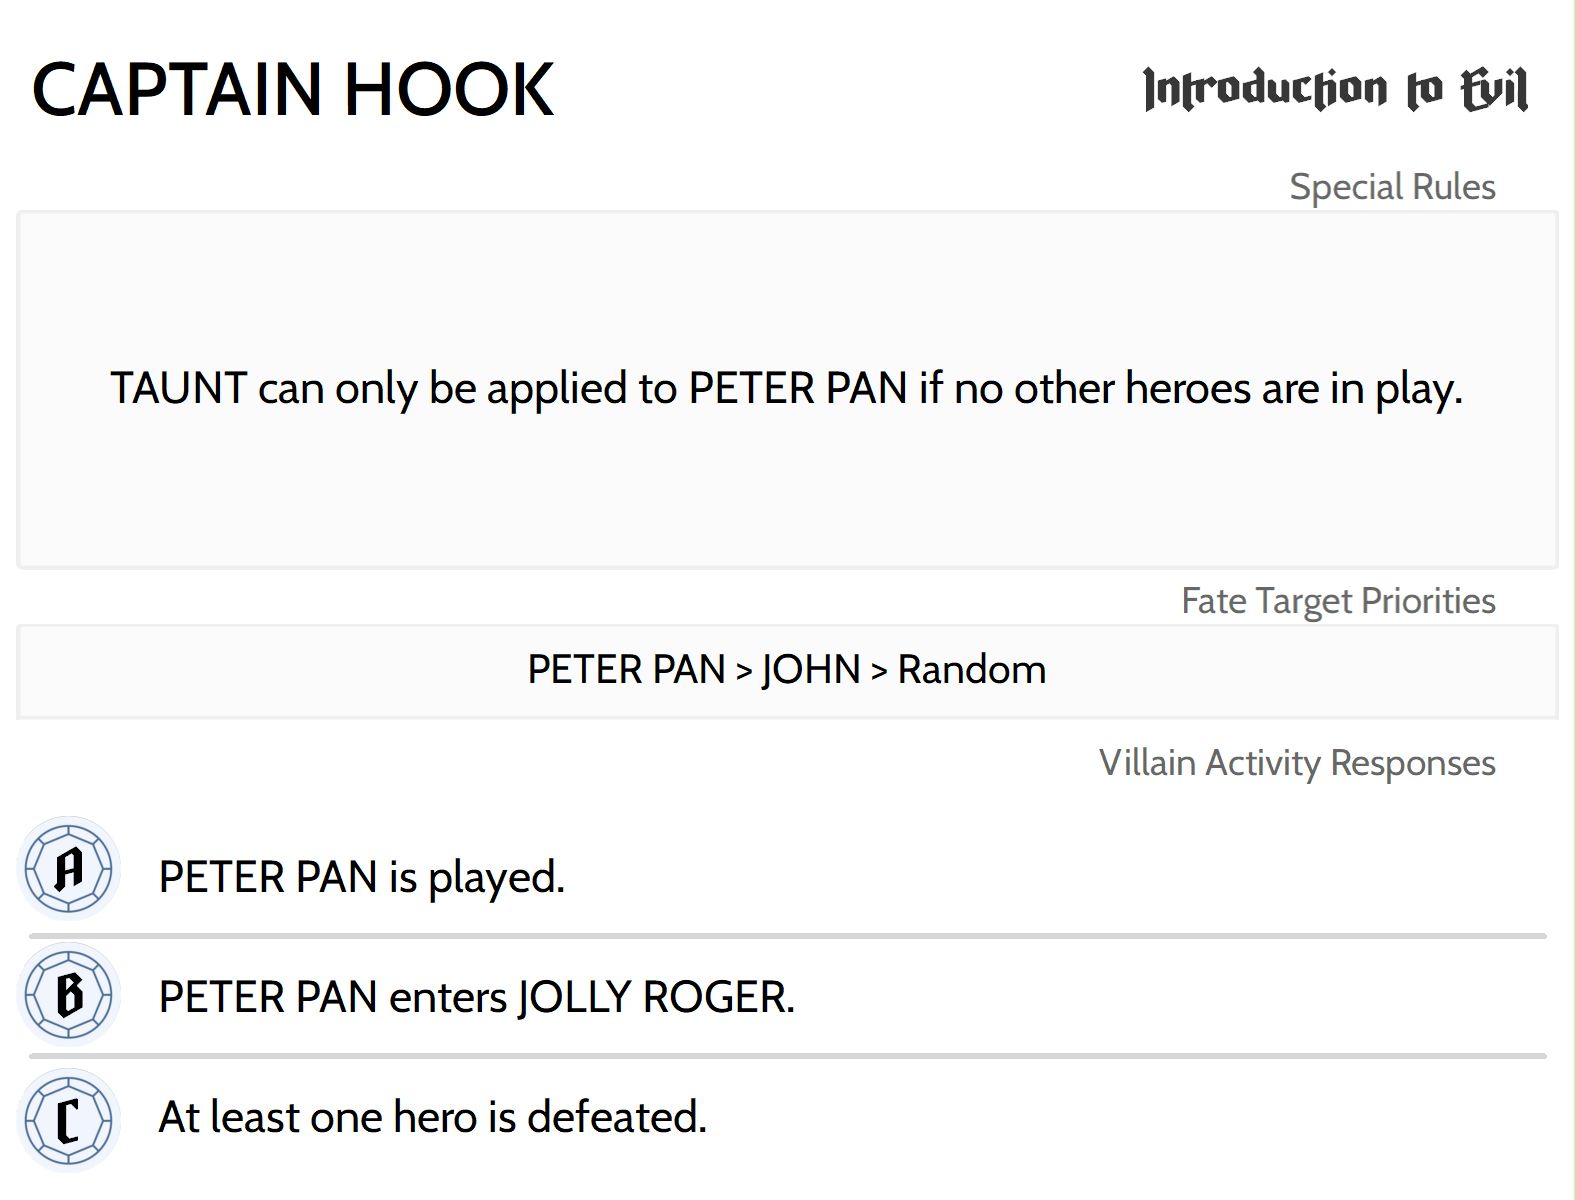 CAPTAIN HOOK
Introduction to Evil
Special Rules
TAUNT can only be applied to PETER PAN if no other heroes are in play.
Fate Target Priorities
PETER PAN > JOHN > Random
Villain Activity Responses
A PETER PAN is played.
B PETER PAN enters JOLLY ROGER.
C At least one hero is defeated.